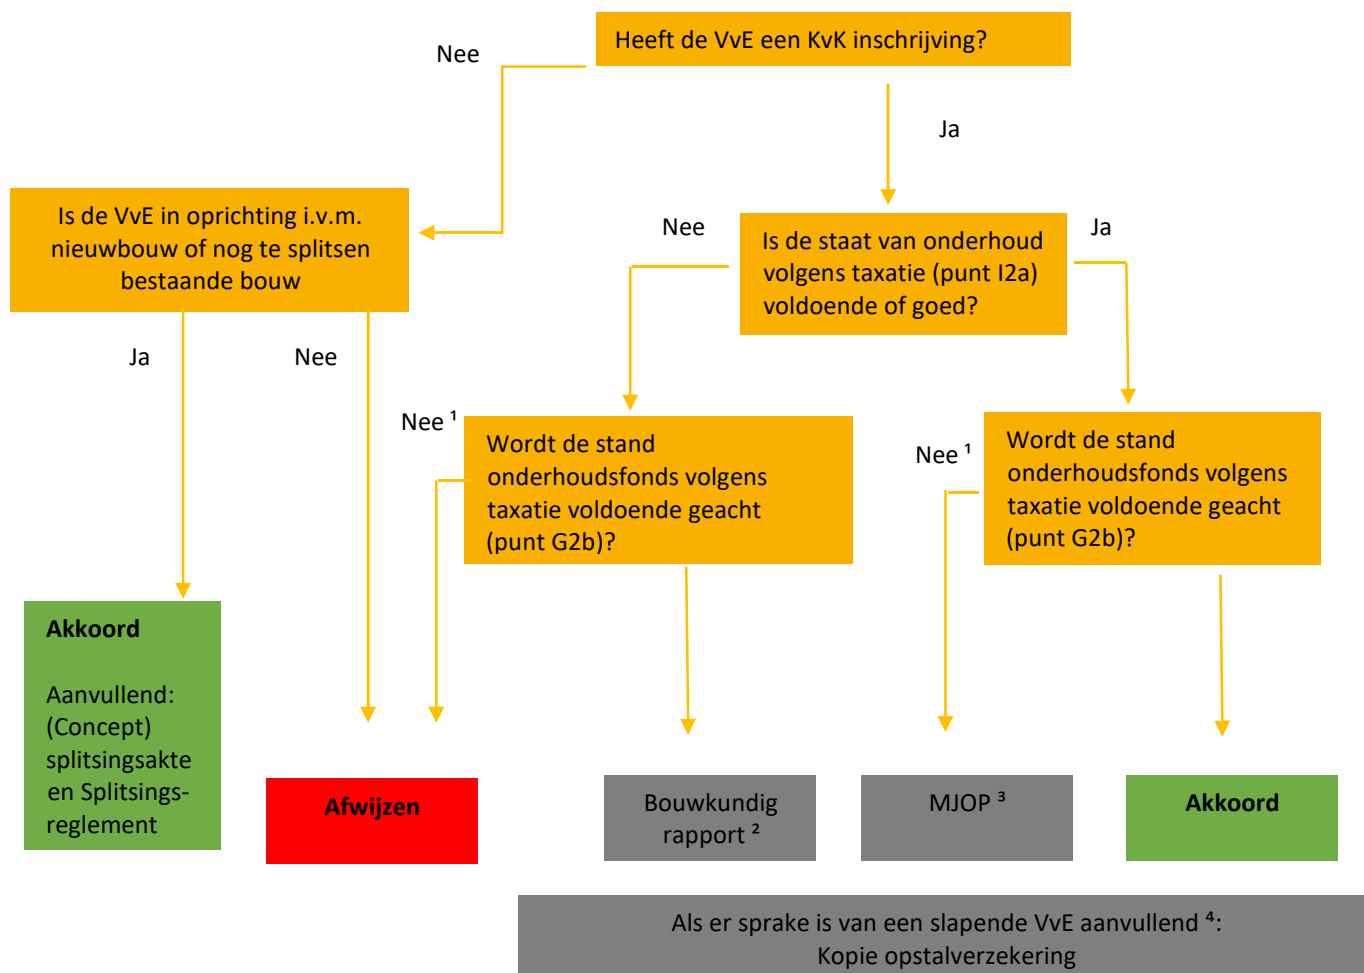 Heeft de VvE een KvK inschrijving?
Nee
Ja
Is de VvE in oprichting i.v.m.
nieuwbouw of nog te splitsen
bestaande bouw
Nee
Is de staat van onderhoud
volgens taxatie (punt I2a)
voldoende of goed?
Ja
Ja
Nee
Nee ¹
Wordt de stand
onderhoudsfonds volgens
taxatie voldoende geacht
(punt G2b)?
Nee ¹
Wordt de stand
onderhoudsfonds volgens
taxatie voldoende geacht
(punt G2b)?
Akkoord
Aanvullend:
(Concept)
splitsingsakte
en Splitsings-
reglement
Afwijzen
Bouwkundig
rapport ²
MJOP ³
Akkoord
Als er sprake is van een slapende VvE aanvullend ⁴:
Kopie opstalverzekering